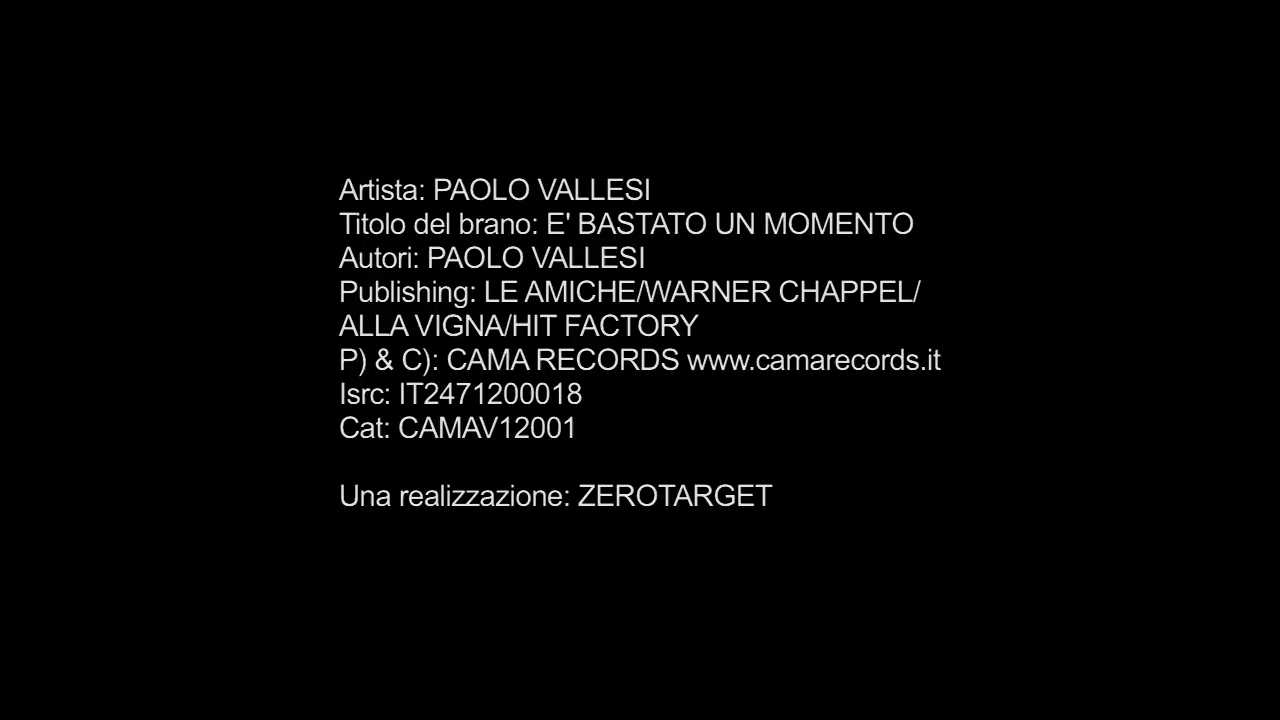 Artista: PAOLO VALLESI
Titolo del brano: E' BASTATO UN MOMENTO
Autori: PAOLO VALLESI
Publishing: LE AMICHE/WARNER CHAPPEL/
ALLA VIGNA/HIT FACTORY
P) & C): CAMA RECORDS www.camarecords.it
Isrc: IT2471200018
Cat: CAMAV12001
Una realizzazione: ZEROTARGET